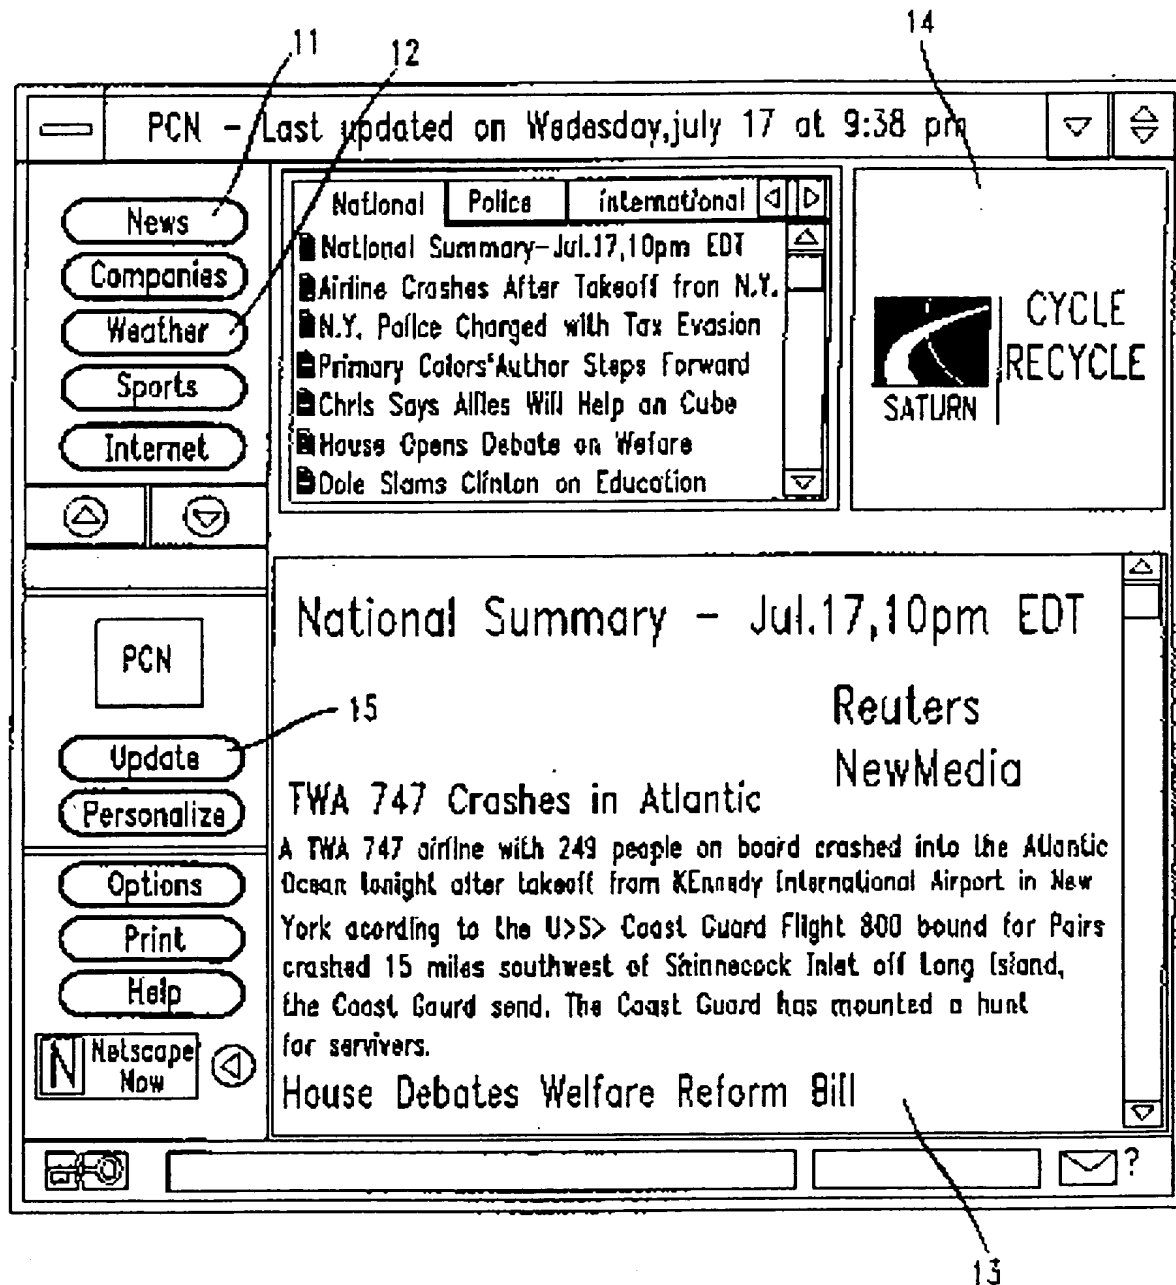 11
12
14
PCN - Last updated on Wedesday,july 17 at 9:38 pm
News
Companies
Weather
Sports
Internet
National Police international
National Summary-Jul.17,10pm EDT
Airline Crashes After Takeoff fron N.Y.
N.Y. Police Charged with Tax Evasion
Primary Colors'Author Steps Forward
Chris Says Allies Will Help on Cube
House Opens Debate on Wefare
Dole Slams Clinton on Education
SATURN
CYCLE
RECYCLE
PCN
15
Update
Personalize
Options
Print
Help
N Netscape
Now
National Summary - Jul.17,10pm EDT
Reuters
NewMedia
TWA 747 Crashes in Atlantic
A TWA 747 airline with 249 people on board crashed into the Atlantic
Ocean tonight after takeoff from KEnnedy International Airport in New
York acording to the U>S> Coast Guard Flight 800 bound for Pairs
crashed 15 miles southwest of Shinnecock Inlet off Long Island,
the Coast Gaurd send. The Coast Guard has mounted a hunt
for servivers.
House Debates Welfare Reform Bill
?
13